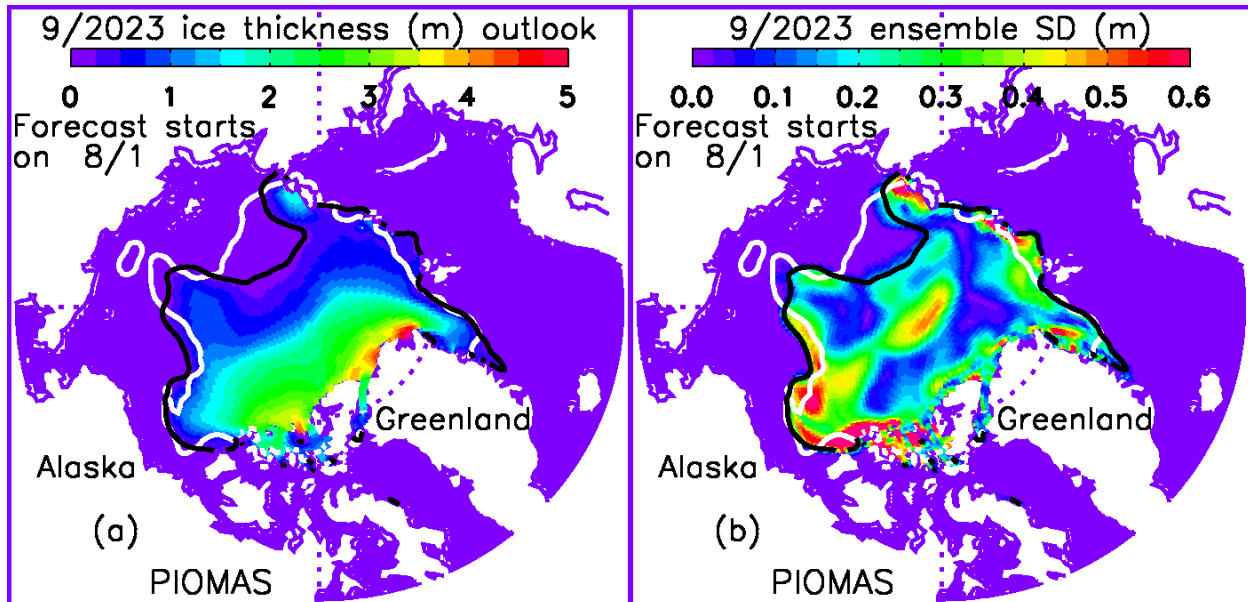 9/2023 ice thickness (m) outlook
0 1 2 3 4 5
Forecast starts
on 8/1
Greenland
Alaska
(a)
PIOMAS
9/2023 ensemble SD (m)
0.0 0.1 0.2 0.3 0.4 0.5 0.6
Forecast starts
on 8/1
Greenland
Alaska
(b)
PIOMAS